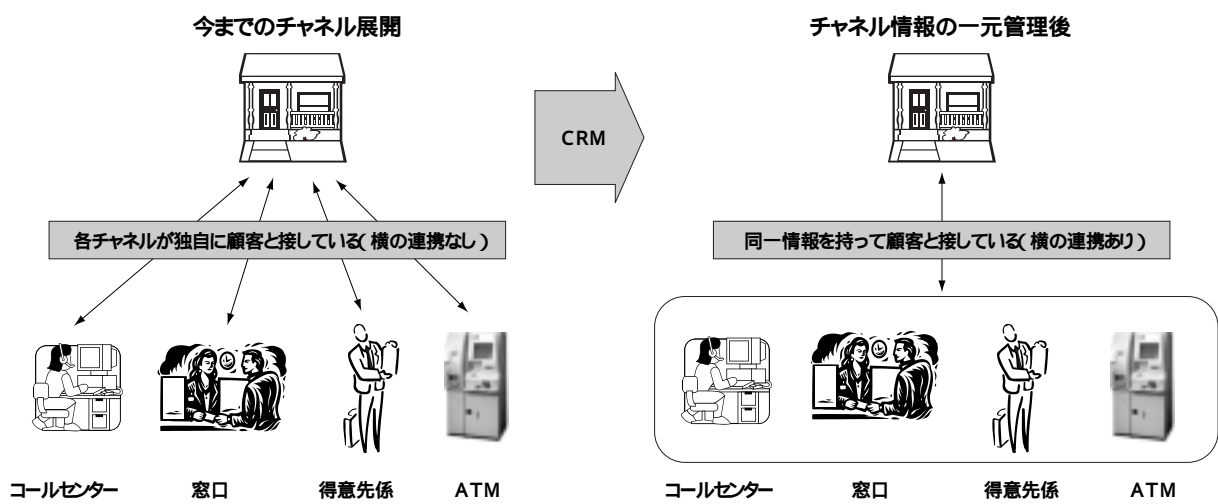 今までのチャネル展開
チャネル情報の一元管理後
CRM
各チャネルが独自に顧客と接している(横の連携なし)
同一情報を持って顧客と接している(横の連携あり)
コールセンター 窓口 得意先係 ATM
コールセンター 窓口 得意先係 ATM